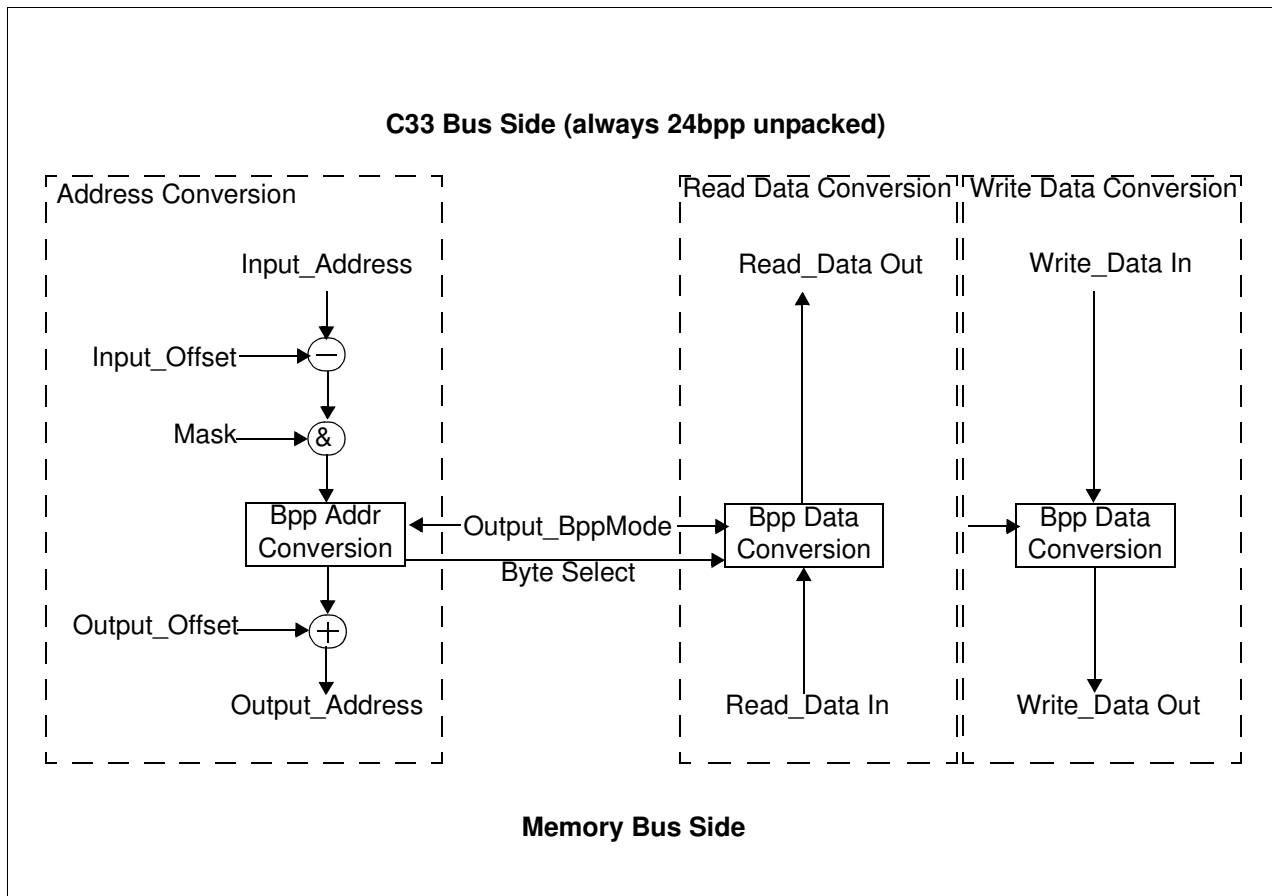 C33 Bus Side (always 24bpp unpacked)
Address Conversion
Read Data Conversion
Write Data Conversion
Input_Address
Read_Data Out
Write_Data In
Input_Offset
Mask
&
Bpp Addr
Conversion
Output_BppMode
Byte Select
Bpp Data
Conversion
Bpp Data
Conversion
Output_Offset
Output_Address
Read_Data In
Write_Data Out
Memory Bus Side